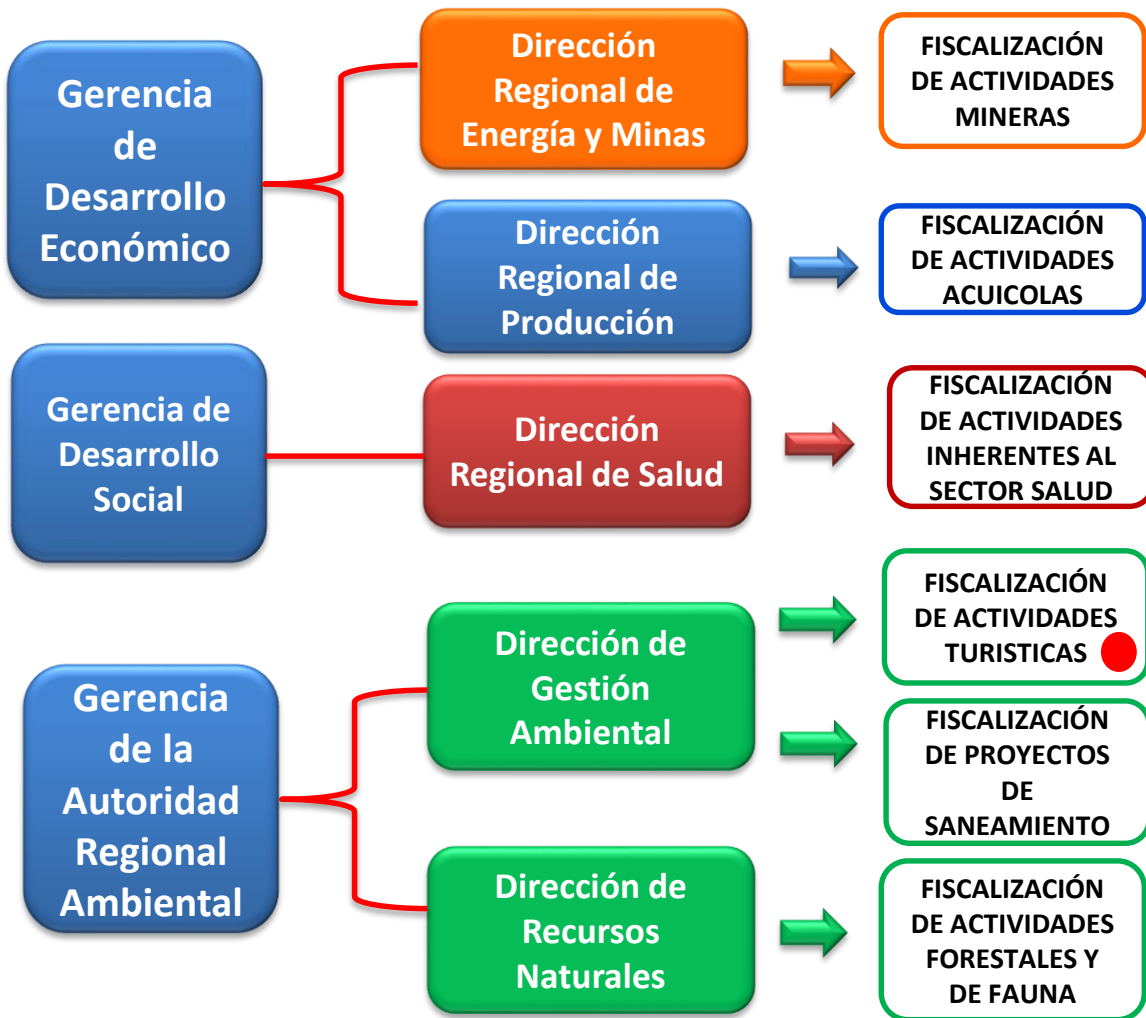 Gerencia
de
Desarrollo
Económico
Dirección
Regional de
Energía y Minas
FISCALIZACIÓN
DE ACTIVIDADES
MINERAS
Dirección
Regional de
Producción
FISCALIZACIÓN
DE ACTIVIDADES
ACUICOLAS
Gerencia de
Desarrollo
Social
Dirección
Regional de Salud
FISCALIZACIÓN
DE ACTIVIDADES
INHERENTES AL
SECTOR SALUD
Gerencia
de la
Autoridad
Regional
Ambiental
Dirección de
Gestión
Ambiental
FISCALIZACIÓN
DE ACTIVIDADES
TURISTICAS
FISCALIZACIÓN
DE PROYECTOS
DE
SANEAMIENTO
Dirección de
Recursos
Naturales
FISCALIZACIÓN
DE ACTIVIDADES
FORESTALES Y
DE FAUNA